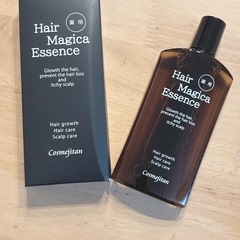 Hair
Magica
Essence
薬用
Glowth the hair,
prevent the hair loss
and
itchy scalp
Hair growth
Hair care
Scalp care
Cosmejitan
Hair
Magica
Essence
薬用
Glowth the hair,
prevent the hair loss
and
itchy scalp
Hair growth
Hair care
Scalp care
Cosmejitan